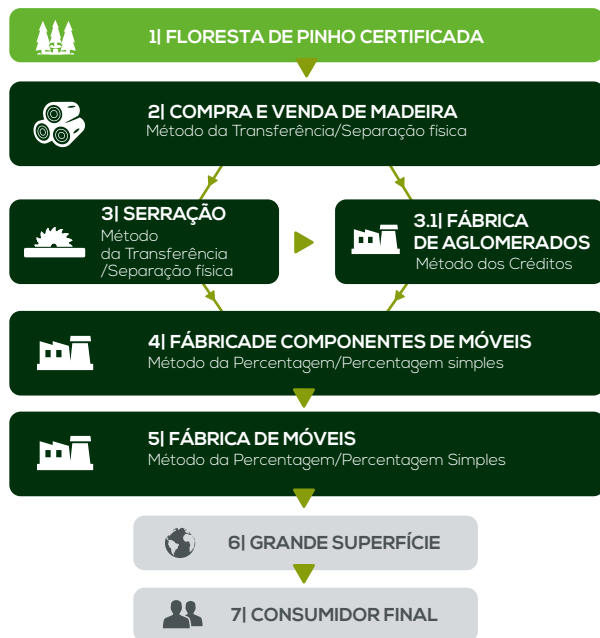 1| FLORESTA DE PINHO CERTIFICADA
2| COMPRA E VENDA DE MADEIRA
Método da Transferência/Separação física
3| SERRAÇÃO
Método
da Transferência
/Separação física
3.1| FÁBRICA
DE AGLOMERADOS
Método dos Créditos
4| FÁBRICADE COMPONENTES DE MÓVEIS
Método da Percentagem/Percentagem simples
5| FÁBRICA DE MÓVEIS
Método da Percentagem/Percentagem Simples
6| GRANDE SUPERFÍCIE
7| CONSUMIDOR FINAL